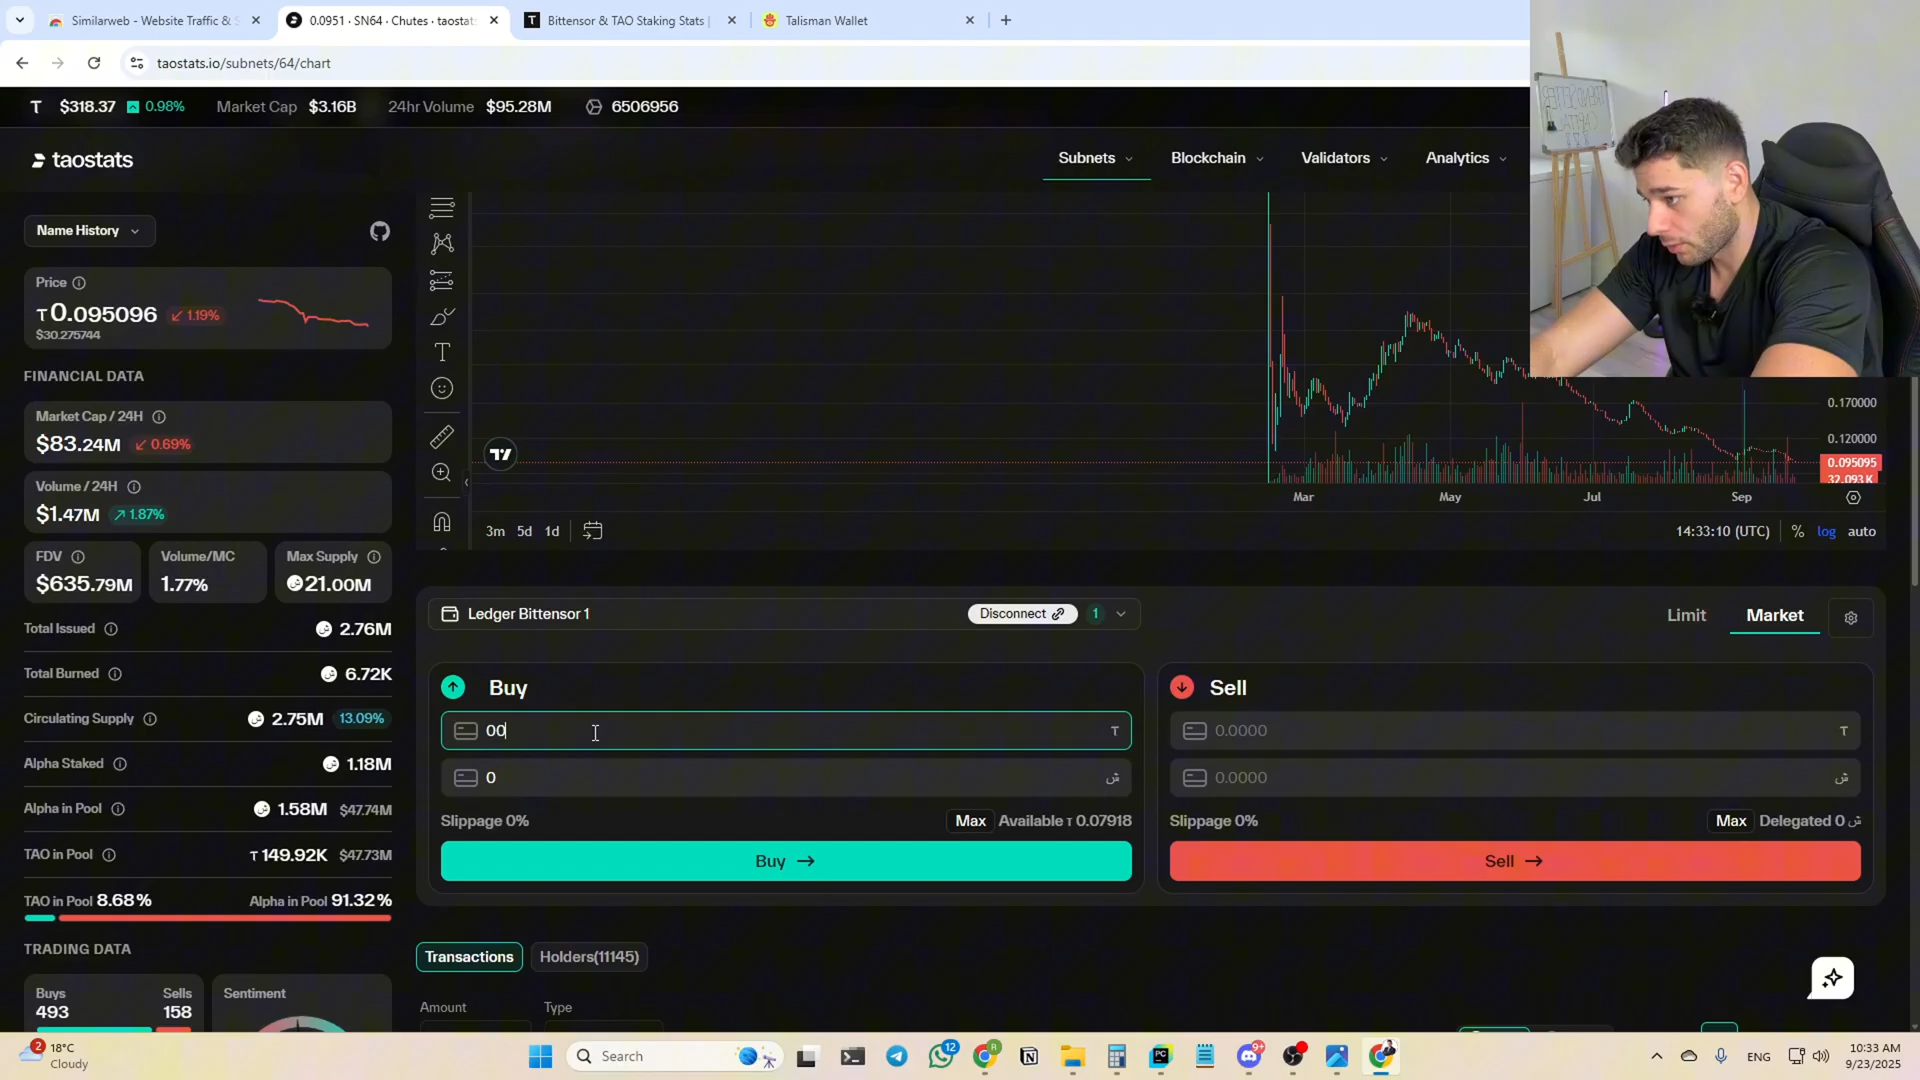 Similarweb - Website Traffic & S
0.0951 · SN64 · Chutes · taostats
Bittensor & TAO Staking Stats |
Talisman Wallet
taostats.io/subnets/64/chart
T $318.37 0.98% Market Cap $3.16B 24hr Volume $95.28M 6506956
taostats
Subnets Blockchain Validators Analytics
Name History
Price
T0.095096 1.19%
$30.275744
FINANCIAL DATA
Market Cap / 24H
$83.24M 0.69%
Volume / 24H
$1.47M 1.87%
FDV Volume/MC Max Supply
$635.79M 1.77% 21.00M
Total Issued 2.76M
Total Burned 6.72K
Circulating Supply 2.75M 13.09%
Alpha Staked 1.18M
Alpha in Pool 1.58M $47.74M
TAO in Pool T 149.92K $47.73M
TAO in Pool 8.68% Alpha in Pool 91.32%
TRADING DATA
Buys Sells Sentiment
493 158
0.170000
0.120000
0.095095
32.093 K
Mar May Jul Sep
3m 5d 1d
14:33:10 (UTC) % log auto
Ledger Bittensor 1 Disconnect 1
Limit Market
Buy
00 T
0 ش
Slippage 0% Max Available T 0.07918
Buy →
Sell
0.0000 T
0.0000 ش
Slippage 0% Max Delegated 0 ش
Sell →
Transactions Holders(11145)
Amount Type
2 18°C
Cloudy
Search
12
9+
ENG
10:33 AM
9/23/2025